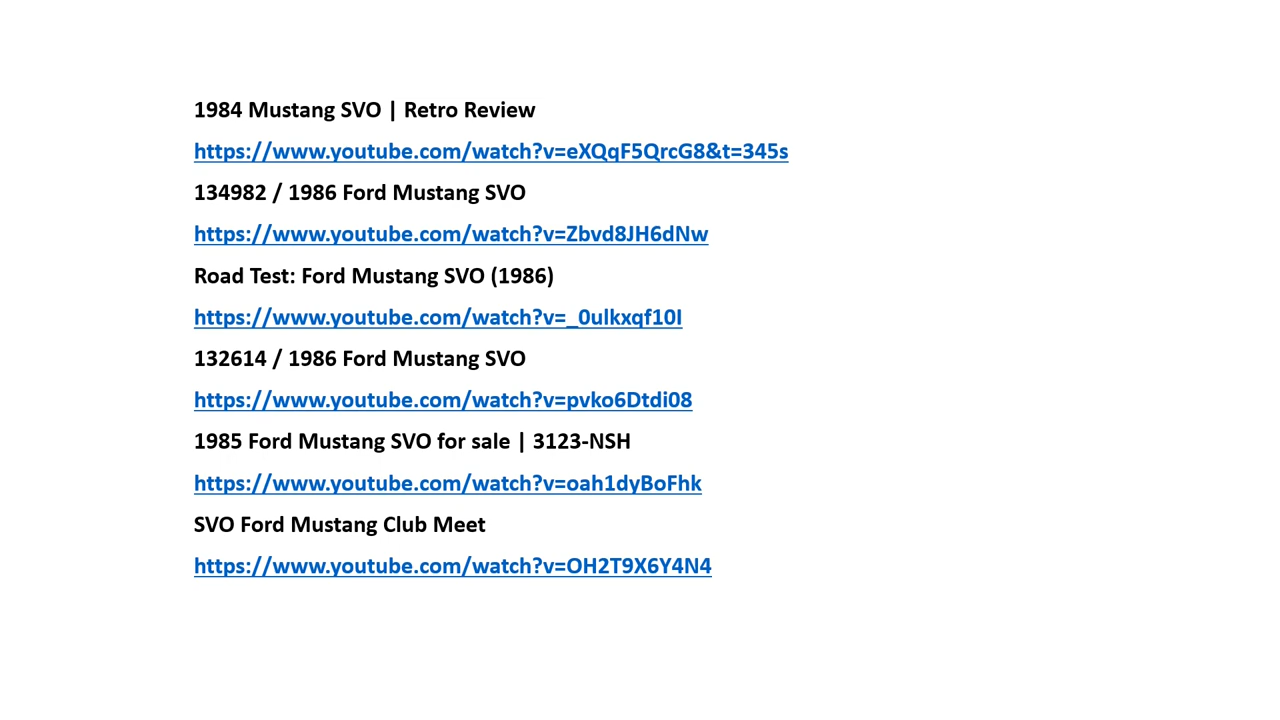 1984 Mustang SVO | Retro Review
https://www.youtube.com/watch?v=eXQqF5QrcG8&t=345s
134982 / 1986 Ford Mustang SVO
https://www.youtube.com/watch?v=Zbvd8JH6dNw
Road Test: Ford Mustang SVO (1986)
https://www.youtube.com/watch?v=_0ulkxqf10I
132614 / 1986 Ford Mustang SVO
https://www.youtube.com/watch?v=pvko6Dtdi08
1985 Ford Mustang SVO for sale | 3123-NSH
https://www.youtube.com/watch?v=oah1dyBoFhk
SVO Ford Mustang Club Meet
https://www.youtube.com/watch?v=OH2T9X6Y4N4